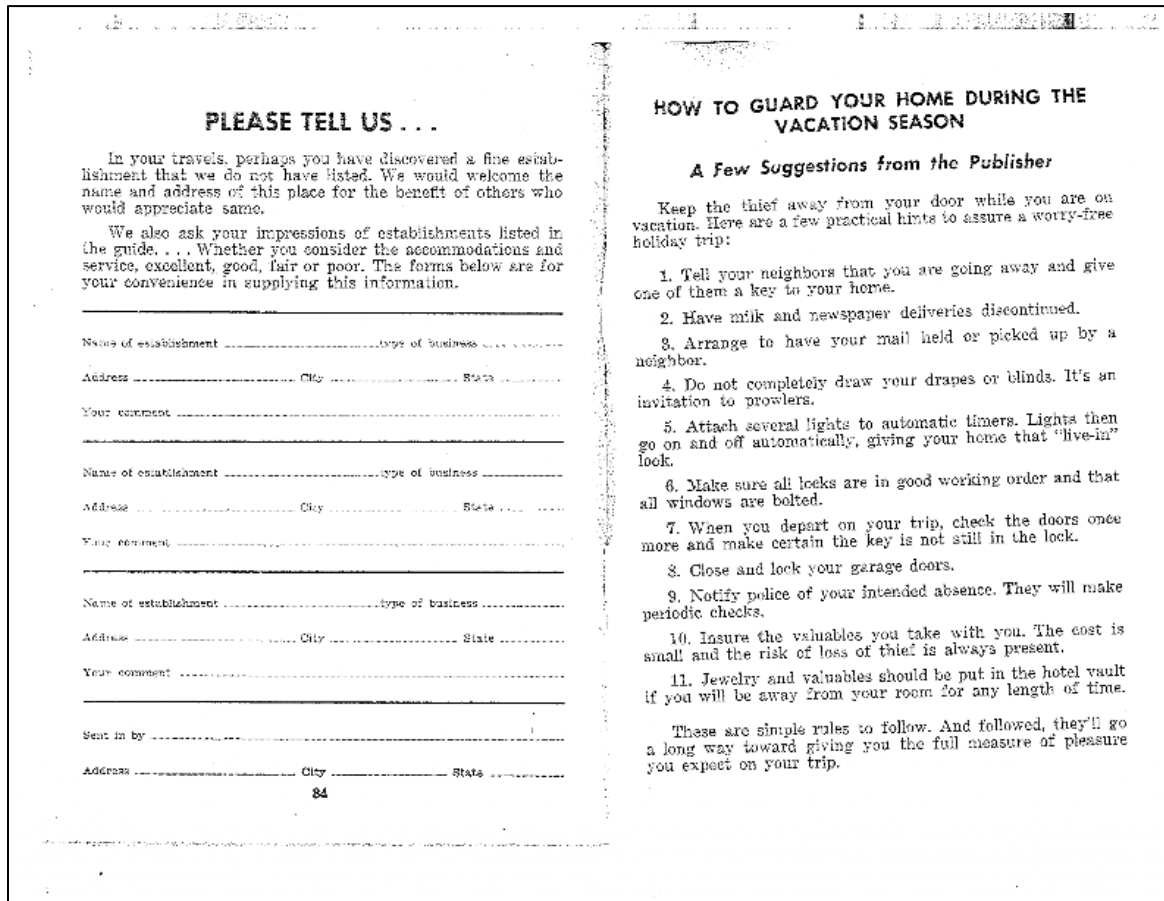 PLEASE TELL US . . .
In your travels, perhaps you have discovered a fine estab-
lishment that we do not have listed. We would welcome the
name and address of this place for the benefit of others who
would appreciate same.
We also ask your impressions of establishments listed in
the guide. . . . Whether you consider the accommodations and
service, excellent, good, fair or poor. The forms below are for
your convenience in supplying this information.
Name of establishment type of business
Address City State
Your comment
Name of establishment type of business
Address City State
Your comment
Name of establishment type of business
Address City State
Your comment
Sent in by
Address City State
84
HOW TO GUARD YOUR HOME DURING THE
VACATION SEASON
A Few Suggestions from the Publisher
Keep the thief away from your door while you are on
vacation. Here are a few practical hints to assure a worry-free
holiday trip:
1. Tell your neighbors that you are going away and give
one of them a key to your home.
2. Have milk and newspaper deliveries discontinued.
3. Arrange to have your mail held or picked up by a
neighbor.
4. Do not completely draw your drapes or blinds. It's an
invitation to prowlers.
5. Attach several lights to automatic timers. Lights then
go on and off automatically, giving your home that "live-in"
look.
6. Make sure all locks are in good working order and that
all windows are bolted.
7. When you depart on your trip, check the doors once
more and make certain the key is not still in the lock.
8. Close and lock your garage doors.
9. Notify police of your intended absence. They will make
periodic checks.
10. Insure the valuables you take with you. The cost is
small and the risk of loss of thief is always present.
11. Jewelry and valuables should be put in the hotel vault
if you will be away from your room for any length of time.
These are simple rules to follow. And followed, they'll go
a long way toward giving you the full measure of pleasure
you expect on your trip.